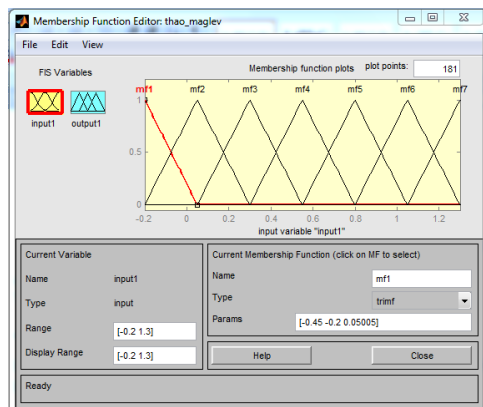 Membership Function Editor: thao_maglev
File Edit View
FIS Variables
input1 output1
Membership function plots plot points: 181
mf1 mf2 mf3 mf4 mf5 mf6 mf7
1
0.5
0
-0.2 0 0.2 0.4 0.6 0.8 1 1.2
input variable "input1"
Current Variable
Name input1
Type input
Range [-0.2 1.3]
Display Range [-0.2 1.3]
Current Membership Function (click on MF to select)
Name mf1
Type trimf
Params [-0.45 -0.2 0.05005]
Help Close
Ready